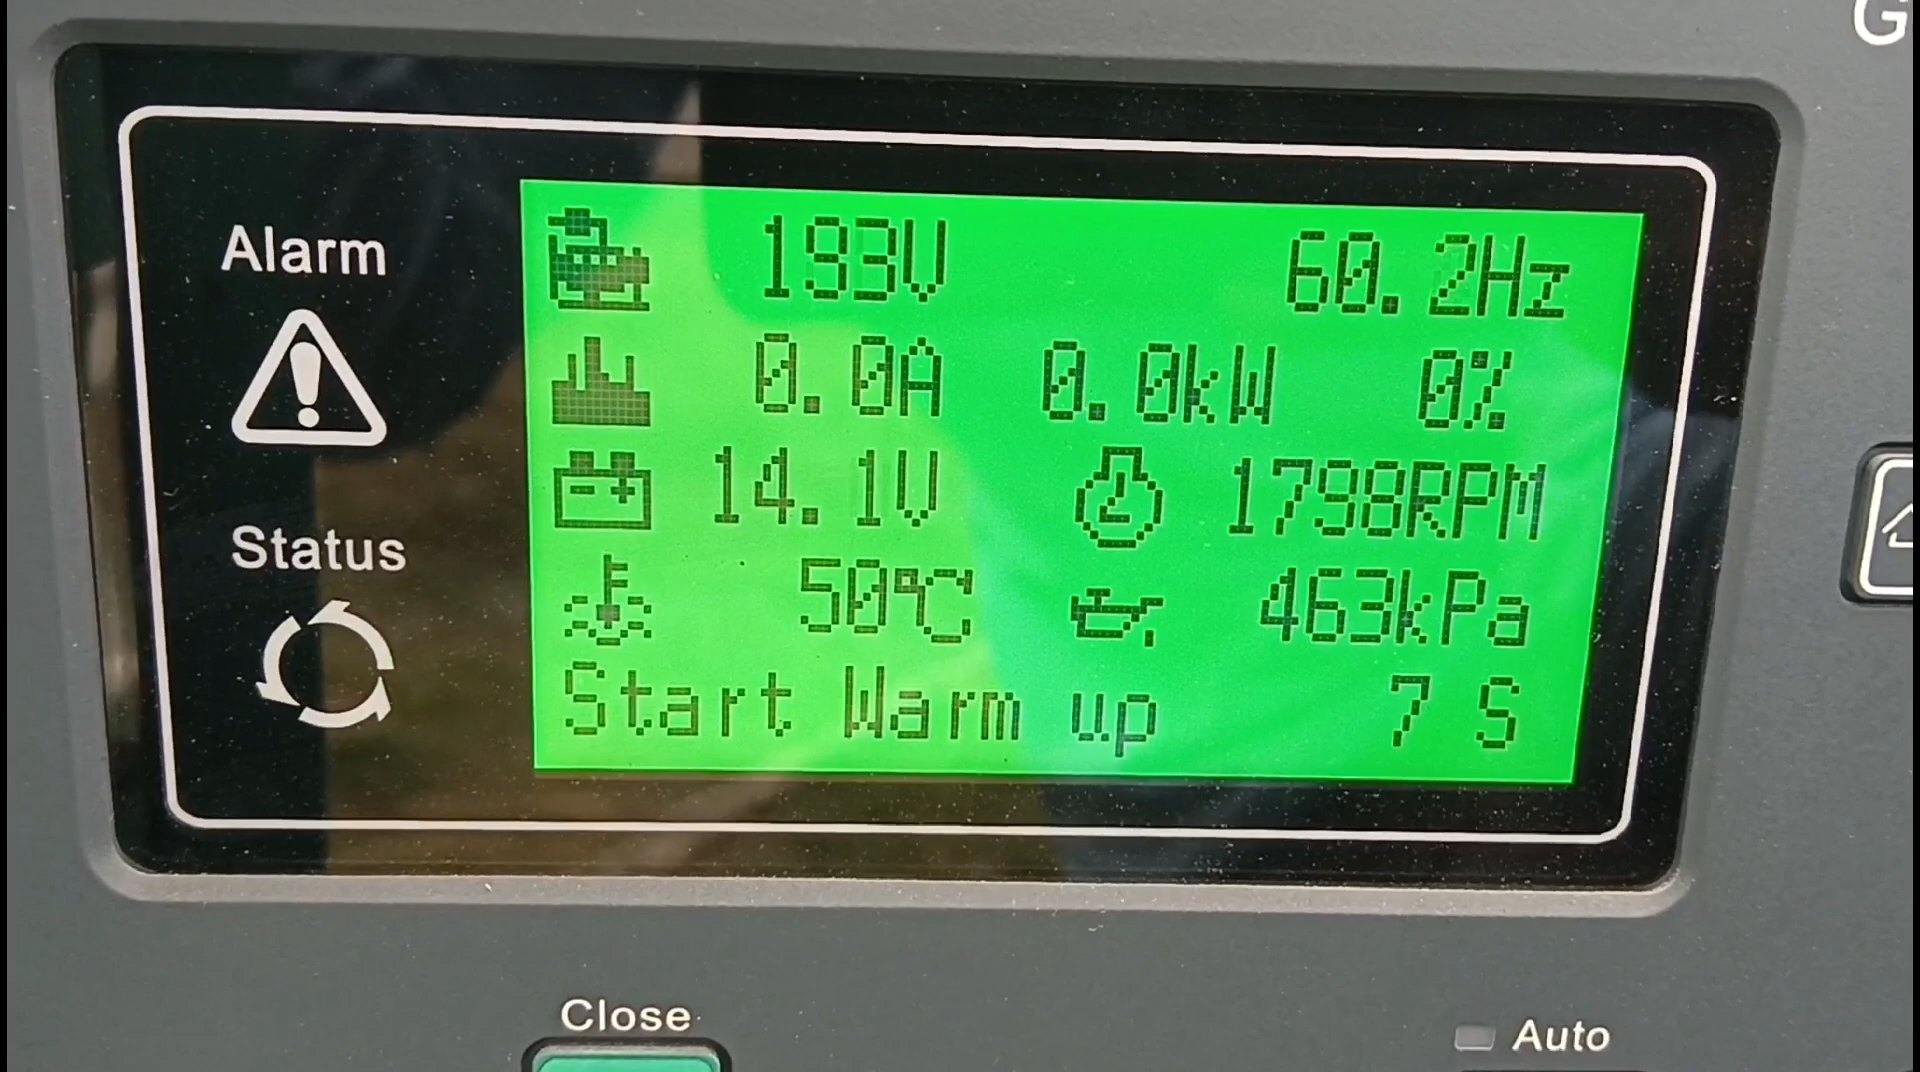 G
Alarm
193V 60.2Hz
0.0A 0.0kW 0%
14.1V 1798RPM
Status
50℃ 463kPa
Start Warm up 7 S
Close
Auto